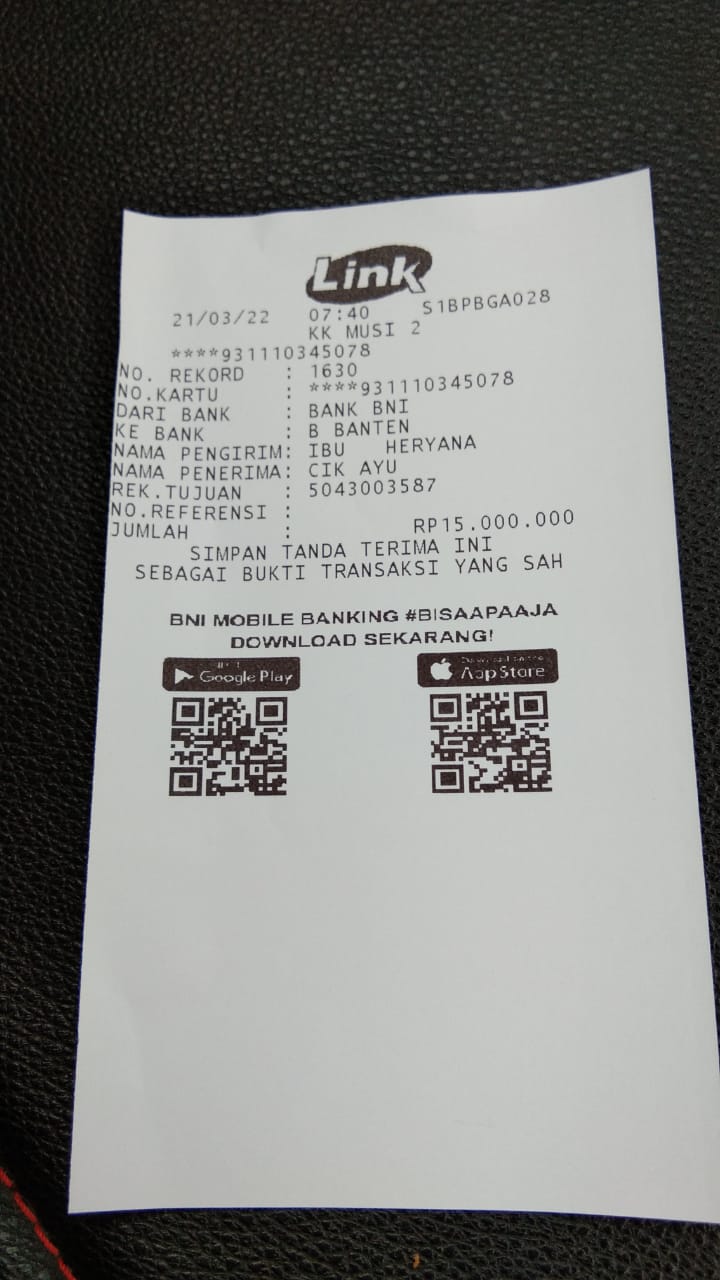 Link
21/03/22 07:40 S1BPBGA028
KK MUSI 2
****931110345078
NO. REKORD : 1630
NO.KARTU : ****931110345078
DARI BANK : BANK BNI
KE BANK : B BANTEN
NAMA PENGIRIM: IBU HERYANA
NAMA PENERIMA: CIK AYU
REK.TUJUAN : 5043003587
NO.REFERENSI :
JUMLAH : RP15.000.000
SIMPAN TANDA TERIMA INI
SEBAGAI BUKTI TRANSAKSI YANG SAH
BNI MOBILE BANKING #BISAAPAAJA
DOWNLOAD SEKARANG!
Google Play
App Store